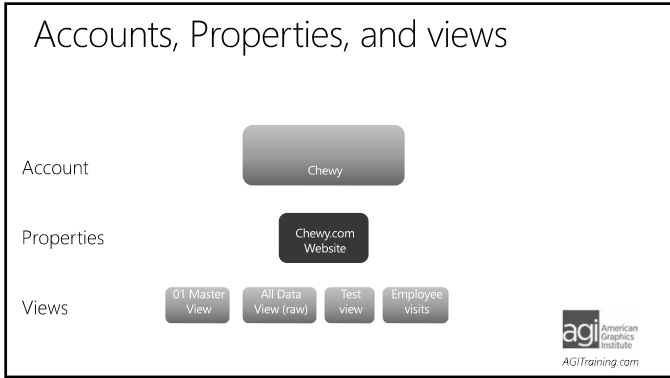 Accounts, Properties, and views
Account
Chewy
Properties
Chewy.com
Website
Views
01 Master
View
All Data
View (raw)
Test
view
Employee
visits
agi
American
Graphics
Institute
AGITraining.com